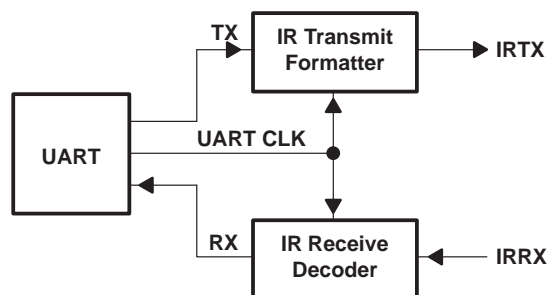 TX
IR Transmit
Formatter
IRTX
UART
UART CLK
RX
IR Receive
Decoder
IRRX